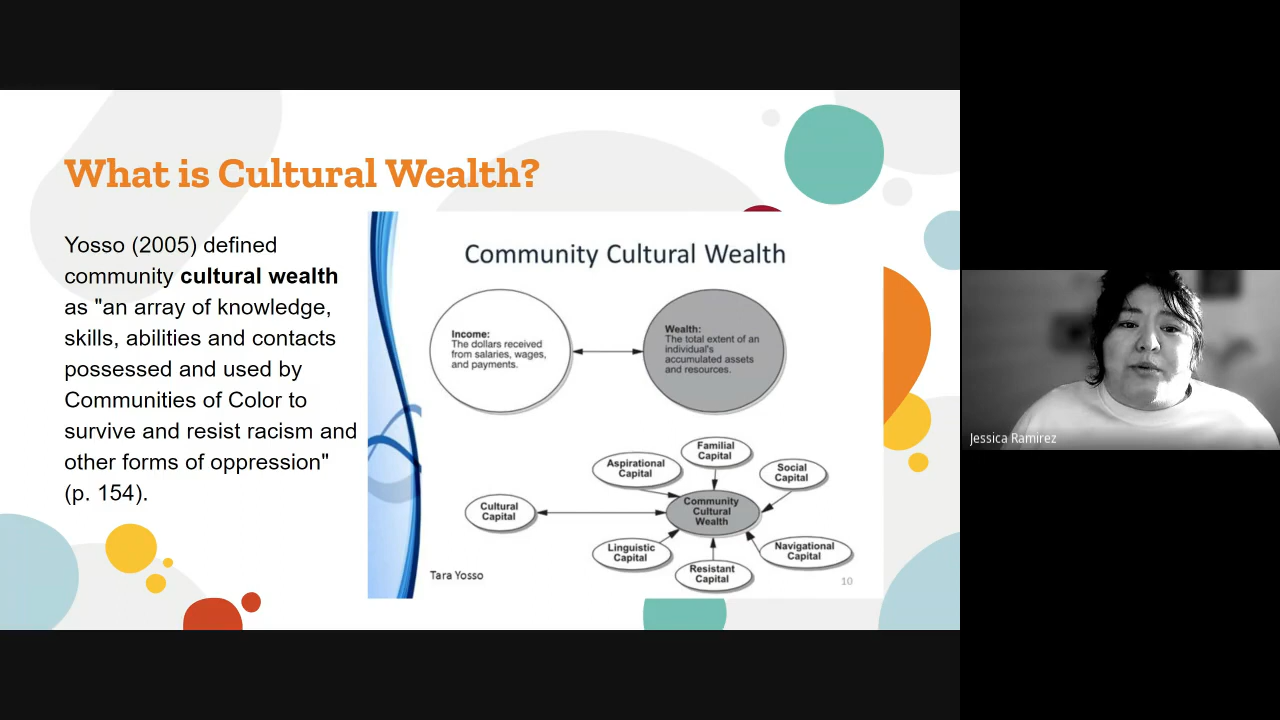 What is Cultural Wealth?
Yosso (2005) defined
community cultural wealth
as "an array of knowledge,
skills, abilities and contacts
possessed and used by
Communities of Color to
survive and resist racism and
other forms of oppression"
(p. 154).
Community Cultural Wealth
Income:
The dollars received
from salaries, wages,
and payments.
Wealth:
The total extent of an
individual's
accumulated assets
and resources.
Familial
Capital
Aspirational
Capital
Social
Capital
Cultural
Capital
Community
Cultural
Wealth
Linguistic
Capital
Navigational
Capital
Resistant
Capital
Tara Yosso
10
Jessica Ramirez